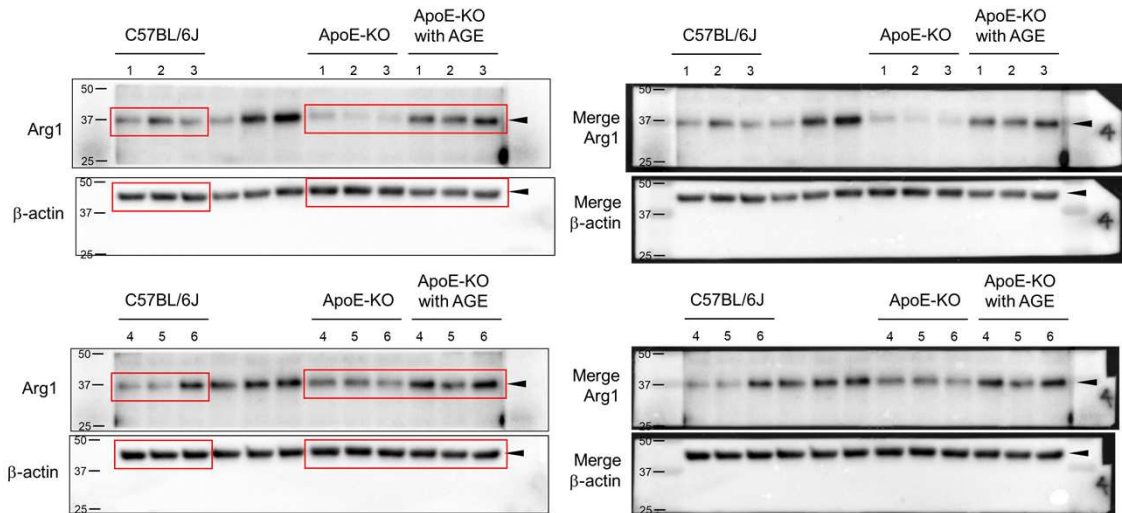 C57BL/6J ApoE-KO ApoE-KO with AGE
1 2 3 1 2 3 1 2 3
50
Arg1 37
25
50
β-actin 37
25
C57BL/6J ApoE-KO ApoE-KO with AGE
1 2 3 1 2 3 1 2 3
50
Merge Arg1 37
25
4
50
Merge β-actin 37
25
4
C57BL/6J ApoE-KO ApoE-KO with AGE
4 5 6 4 5 6 4 5 6
50
Arg1 37
25
50
β-actin 37
25
C57BL/6J ApoE-KO ApoE-KO with AGE
4 5 6 4 5 6 4 5 6
50
Merge Arg1 37
25
4
50
Merge β-actin 37
25
4